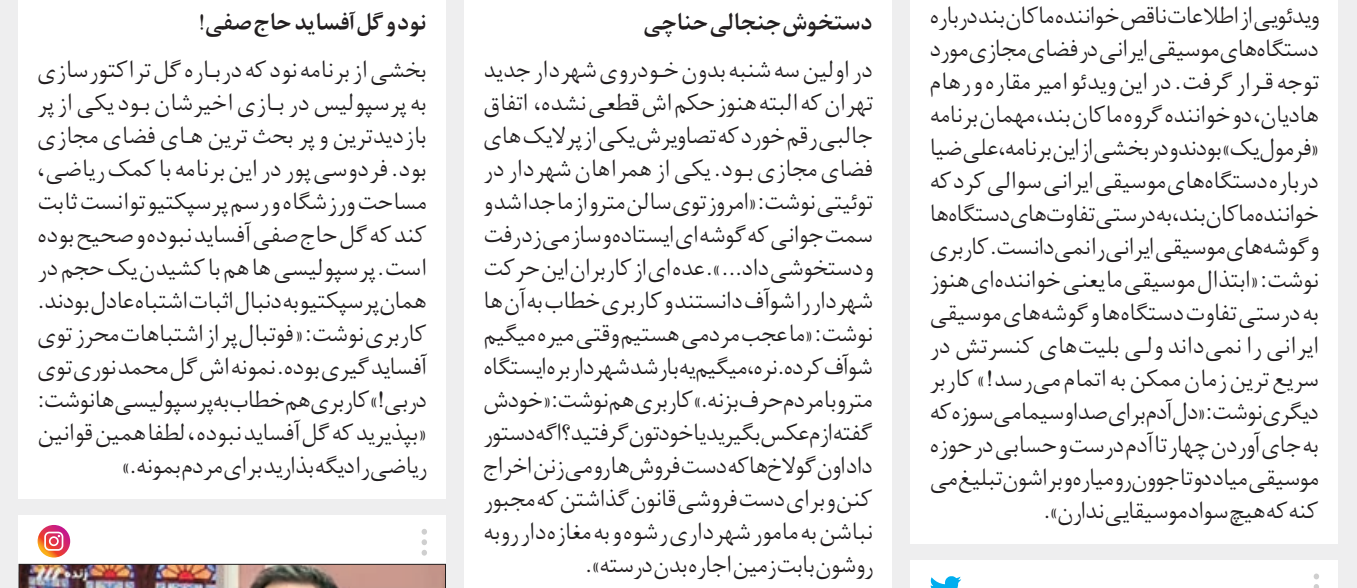 ویدئویی از اطلاعات ناقص خواننده ماکان بند درباره
دستگاه‌های موسیقی ایرانی در فضای مجازی مورد
توجه قرار گرفت. در این ویدئو امیر مقاره و رهام
هادیان، دو خواننده گروه ماکان بند، مهمان برنامه
«فرمول یک» بودند و در بخشی از این برنامه، علی ضیا
درباره دستگاه‌های موسیقی ایرانی سوالی کرد که
خواننده ماکان بند، به‌درستی تفاوت‌های دستگاه‌ها
و گوشه‌های موسیقی ایرانی را نمی‌دانست. کاربری
نوشت: «ابتذال موسیقی ما یعنی خواننده‌ای هنوز
به درستی تفاوت دستگاه‌ها و گوشه‌های موسیقی
ایرانی را نمی‌داند ولی بلیت‌های کنسرتش در
سریع ترین زمان ممکن به اتمام می‌رسد!» کاربر
دیگری نوشت: «دل آدم برای صدا و سیما می سوزه که
به جای آوردن چهار تا آدم درست و حسابی در حوزه
موسیقی میاد دو تا جوون رو میاره و براشون تبلیغ می
کنه که هیچ سواد موسیقایی ندارن».
دستخوش جنجالی حناچی
در اولین سه شنبه بدون خودروی شهردار جدید
تهران که البته هنوز حکم اش قطعی نشده، اتفاق
جالبی رقم خورد که تصاویرش یکی از پر لایک های
فضای مجازی بود. یکی از همراهان شهردار در
توئیتی نوشت: «امروز توی سالن مترو از ما جدا شد و
سمت جوانی که گوشه ای ایستاده و ساز می زد رفت
و دستخوشی داد...». عده ای از کاربران این حرکت
شهردار را شوآف دانستند و کاربری خطاب به آن ها
نوشت: «ما عجب مردمی هستیم وقتی میره میگیم
شوآف کرده. نره، میگیم یه بار شد شهردار بره ایستگاه
مترو با مردم حرف بزنه.» کاربری هم نوشت: «خودش
گفته ازم عکس بگیرید یا خودتون گرفتید؟ اگه دستور
داد اون گولاخ‌ها که دست فروش ها رو می زنن اخراج
کنن و برای دست فروشی قانون گذاشتن که مجبور
نباشن به مامور شهرداری رشوه و به مغازه‌دار روبه
روشون بابت زمین اجاره بدن درسته».
نود و گل آفساید حاج صفی!
بخشی از برنامه نود که درباره گل تراکتور سازی
به پرسپولیس در بازی اخیرشان بود یکی از پر
بازدیدترین و پر بحث ترین های فضای مجازی
بود. فردوسی پور در این برنامه با کمک ریاضی،
مساحت ورزشگاه و رسم پرسپکتیو توانست ثابت
کند که گل حاج صفی آفساید نبوده و صحیح بوده
است. پرسپولیسی ها هم با کشیدن یک حجم در
همان پرسپکتیو به دنبال اثبات اشتباه عادل بودند.
کاربری نوشت: «فوتبال پر از اشتباهات محرز توی
آفساید گیری بوده. نمونه اش گل محمد نوری توی
دربی!» کاربری هم خطاب به پرسپولیسی ها نوشت:
«بپذیرید که گل آفساید نبوده، لطفا همین قوانین
ریاضی را دیگه بذارید برای مردم بمونه.»
زنده